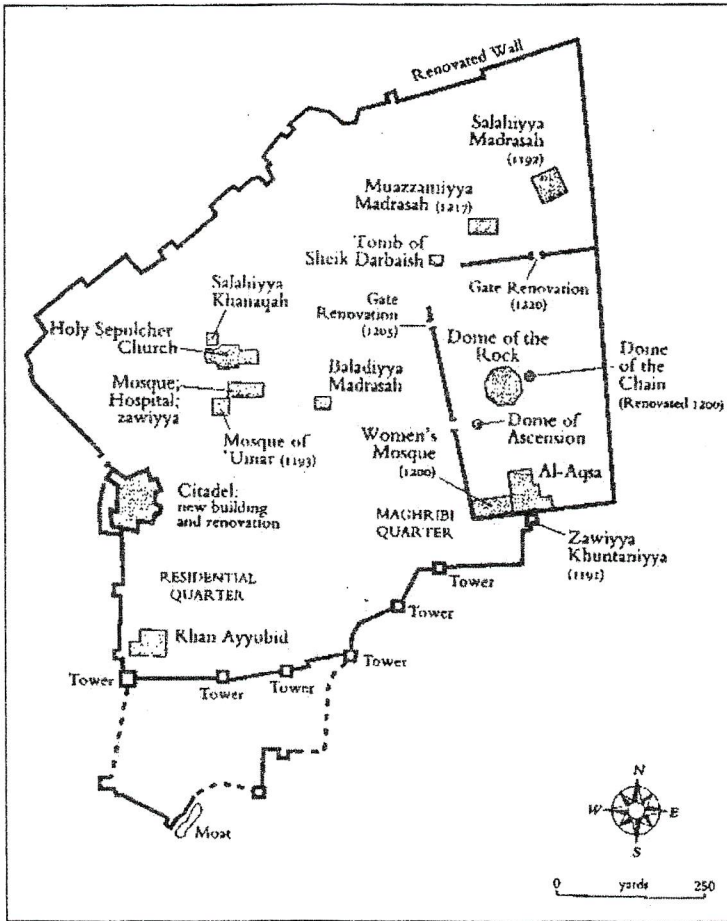 Renovated Wall
Salahiyya
Madrasah
(1192)
Muazzamiyya
Madrasah (1217)
Tomb of
Sheik Darbaish
Gate Renovation
(1220)
Salahiyya
Khanaqah
Gate
Renovation
(1203)
Holy Sepulcher
Church
Dome of the
Rock
Dome
of the
Chain
(Renovated 1200)
Mosque;
Hospital;
zawiyya
Baladiyya
Madrasah
Mosque of
'Umar (1193)
Women's
Mosque
(1200)
Dome of
Ascension
Al-Aqsa
Citadel:
new building
and renovation
MAGHRIBI
QUARTER
Zawiyya
Khuntaniyya
(1191)
RESIDENTIAL
QUARTER
Tower
Tower
Khan Ayyubid
Tower
Tower
Tower
Tower
Moat
N
W
E
S
0 yards 250